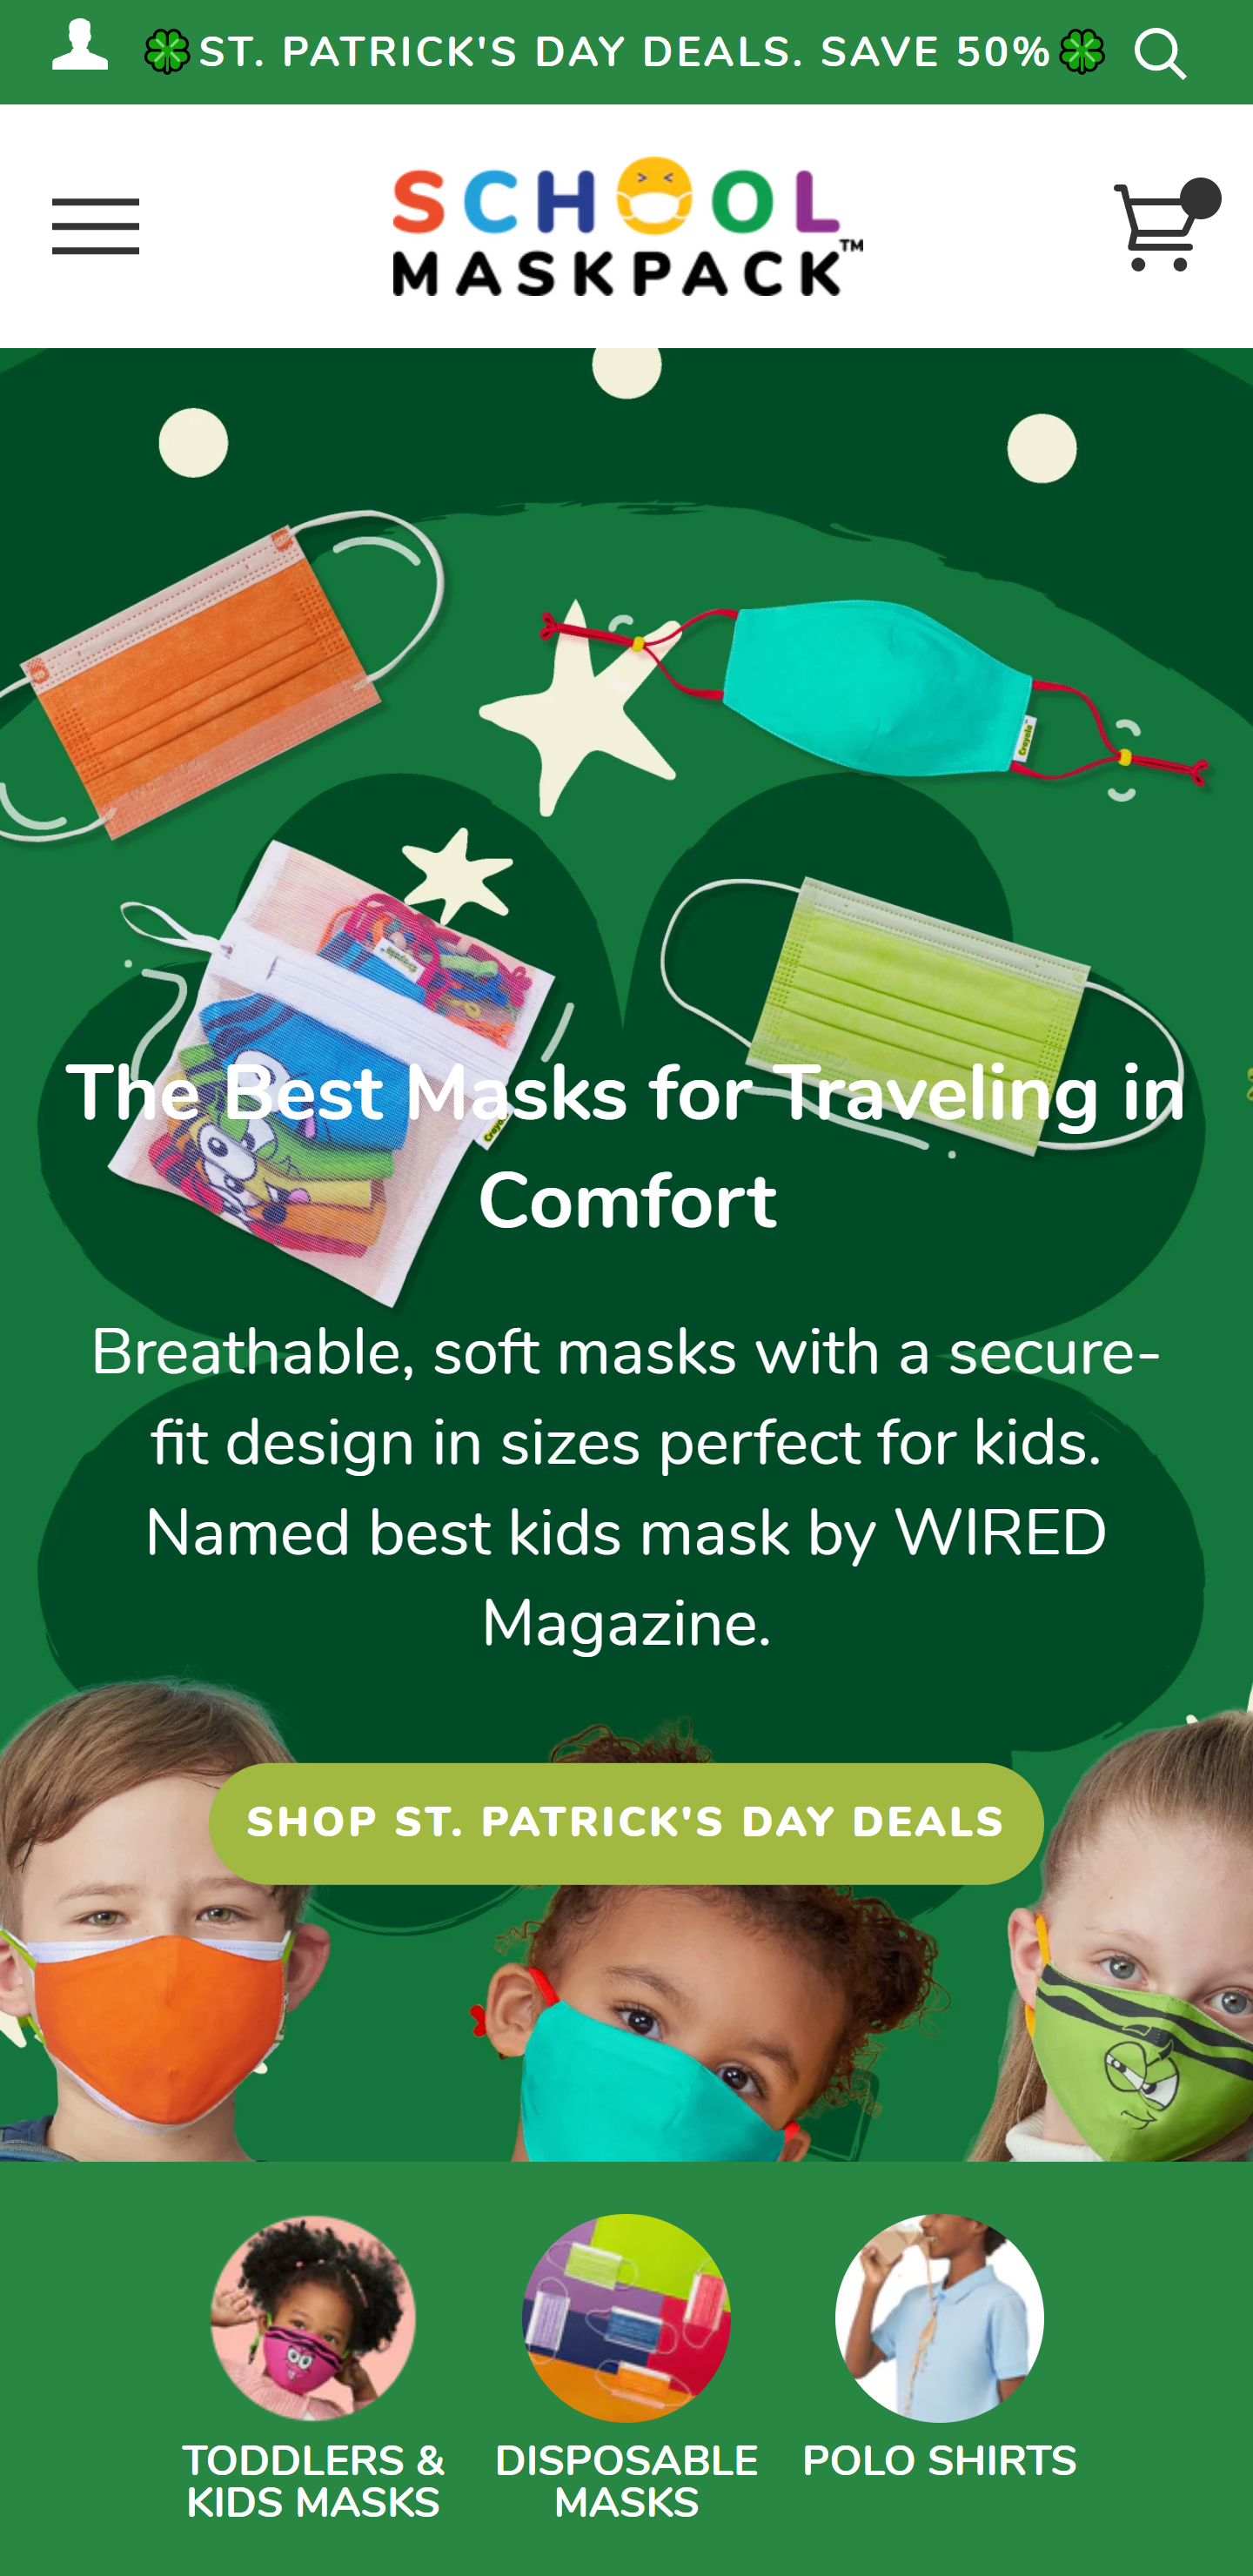 🍀ST. PATRICK'S DAY DEALS. SAVE 50%🍀
SCHOOL
MASKPACK™
Crayola
The Best Masks for Traveling in
Comfort
Breathable, soft masks with a secure-
fit design in sizes perfect for kids.
Named best kids mask by WIRED
Magazine.
SHOP ST. PATRICK'S DAY DEALS
TODDLERS &
KIDS MASKS
DISPOSABLE
MASKS
POLO SHIRTS